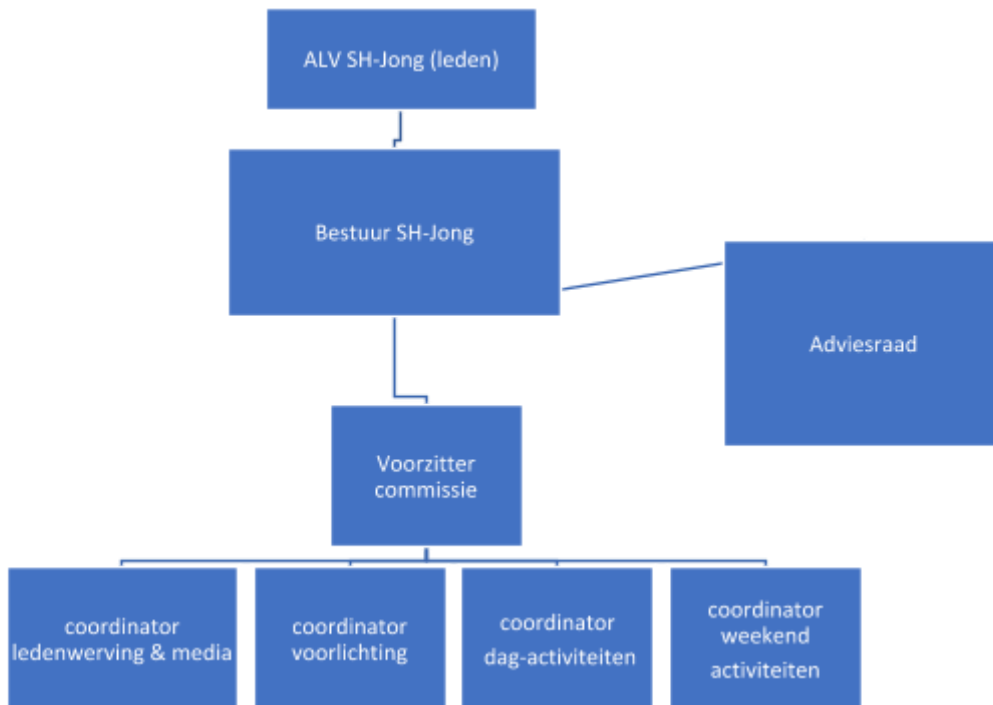 ALV SH-Jong (leden)
Bestuur SH-Jong
Adviesraad
Voorzitter
commissie
coordinator
ledenwerving & media
coordinator
voorlichting
coordinator
dag-activiteiten
coordinator
weekend
activiteiten